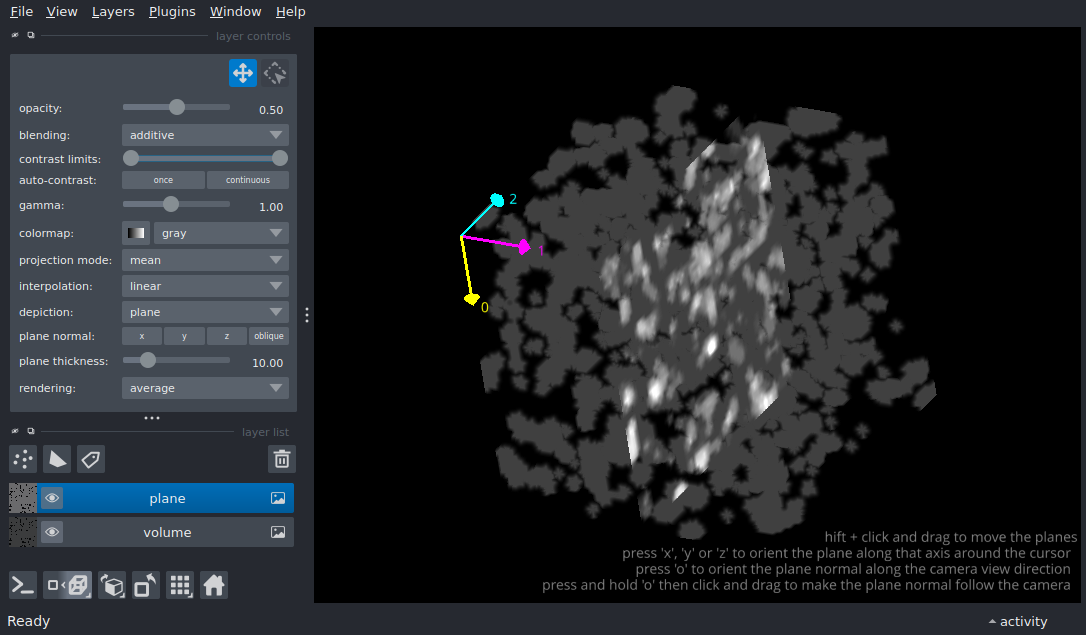 File View Layers Plugins Window Help
layer controls
opacity: 0.50
blending: additive
contrast limits:
auto-contrast: once continuous
gamma: 1.00
colormap: gray
projection mode: mean
interpolation: linear
depiction: plane
plane normal: x y z oblique
plane thickness: 10.00
rendering: average
layer list
plane
volume
2
1
0
hift + click and drag to move the planes
press 'x', 'y' or 'z' to orient the plane along that axis around the cursor
press 'o' to orient the plane normal along the camera view direction
press and hold 'o' then click and drag to make the plane normal follow the camera
Ready
activity